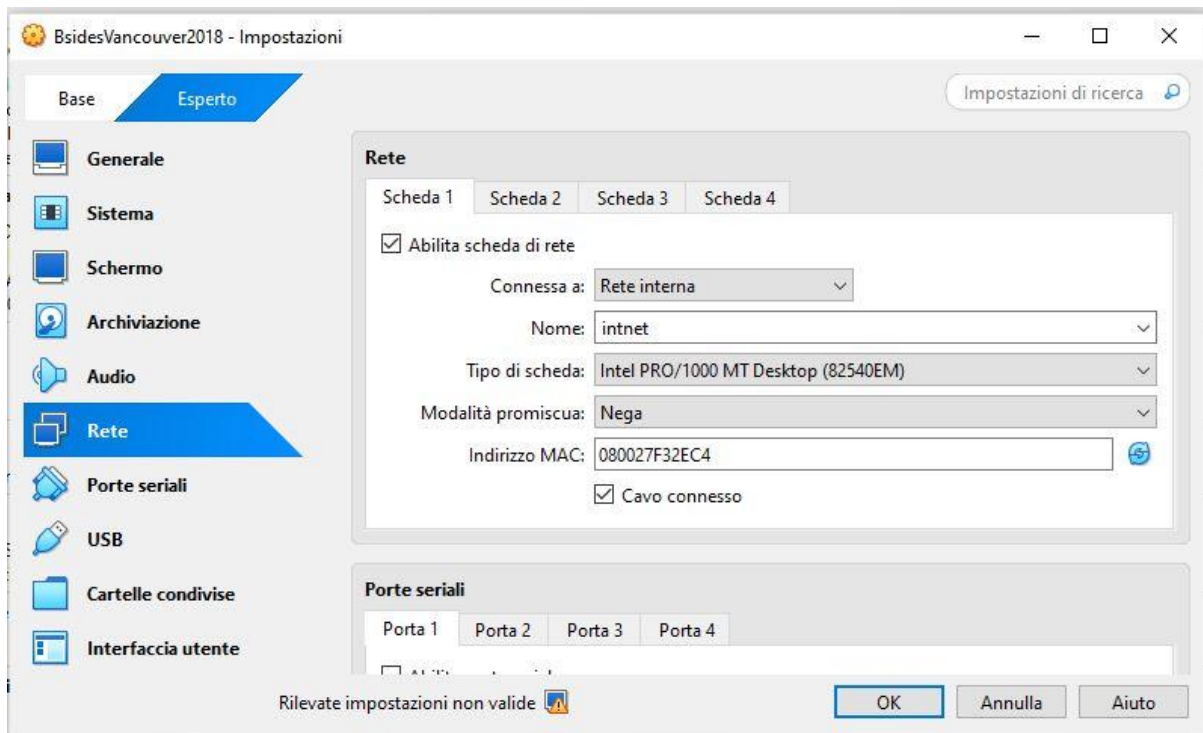 BsidesVancouver2018 - Impostazioni
Base
Esperto
Impostazioni di ricerca
Generale
Sistema
Schermo
Archiviazione
Audio
Rete
Porte seriali
USB
Cartelle condivise
Interfaccia utente
Rete
Scheda 1
Scheda 2
Scheda 3
Scheda 4
Abilita scheda di rete
Connessa a: Rete interna
Nome: intnet
Tipo di scheda: Intel PRO/1000 MT Desktop (82540EM)
Modalità promiscua: Nega
Indirizzo MAC: 080027F32EC4
Cavo connesso
Porte seriali
Porta 1
Porta 2
Porta 3
Porta 4
Rilevate impostazioni non valide
OK
Annulla
Aiuto